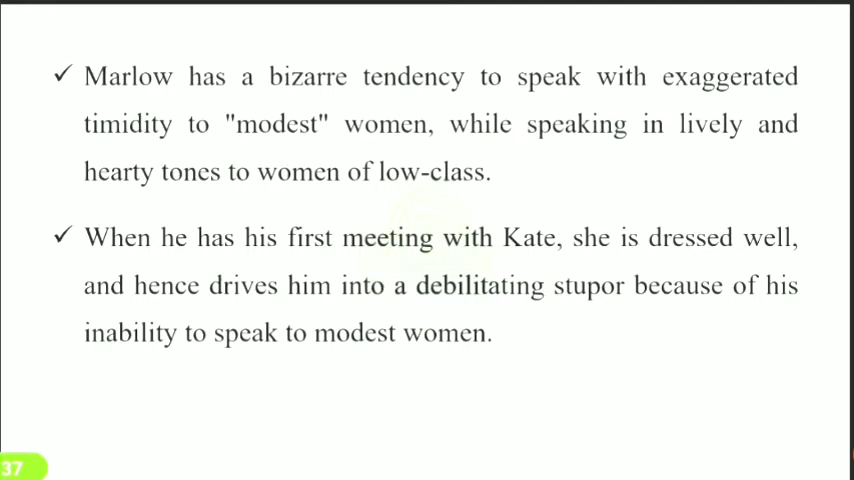 ✓ Marlow has a bizarre tendency to speak with exaggerated
timidity to "modest" women, while speaking in lively and
hearty tones to women of low-class.
✓ When he has his first meeting with Kate, she is dressed well,
and hence drives him into a debilitating stupor because of his
inability to speak to modest women.
37